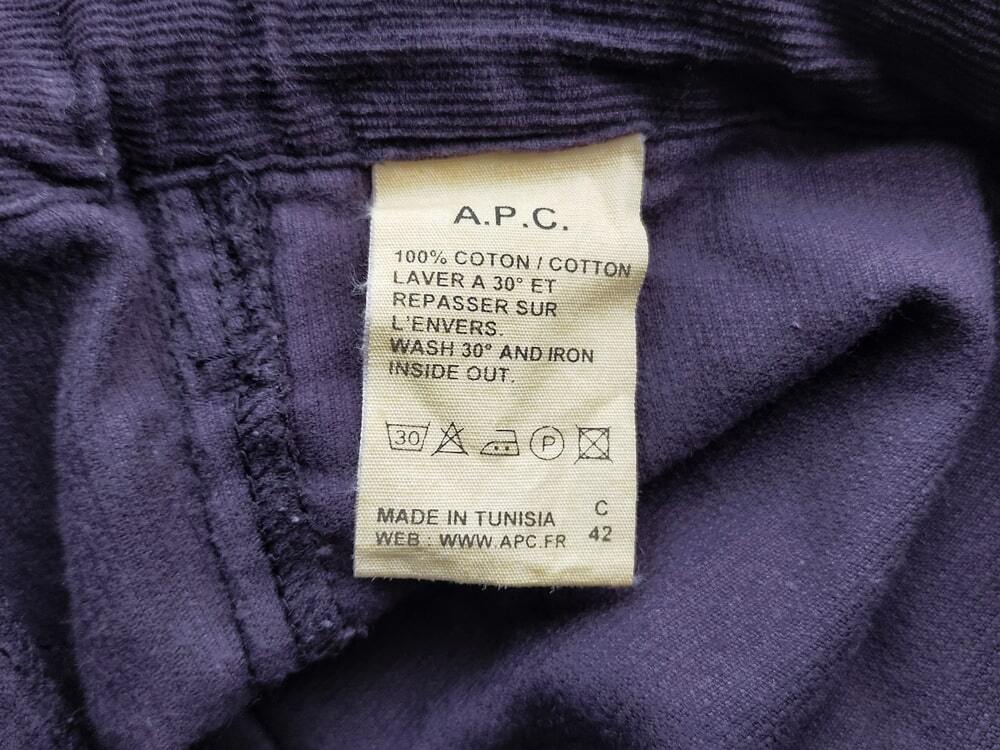 A.P.C.
100% COTON / COTTON
LAVER A 30° ET
REPASSER SUR
L'ENVERS.
WASH 30° AND IRON
INSIDE OUT.
30 P
MADE IN TUNISIA C
WEB : WWW.APC.FR 42